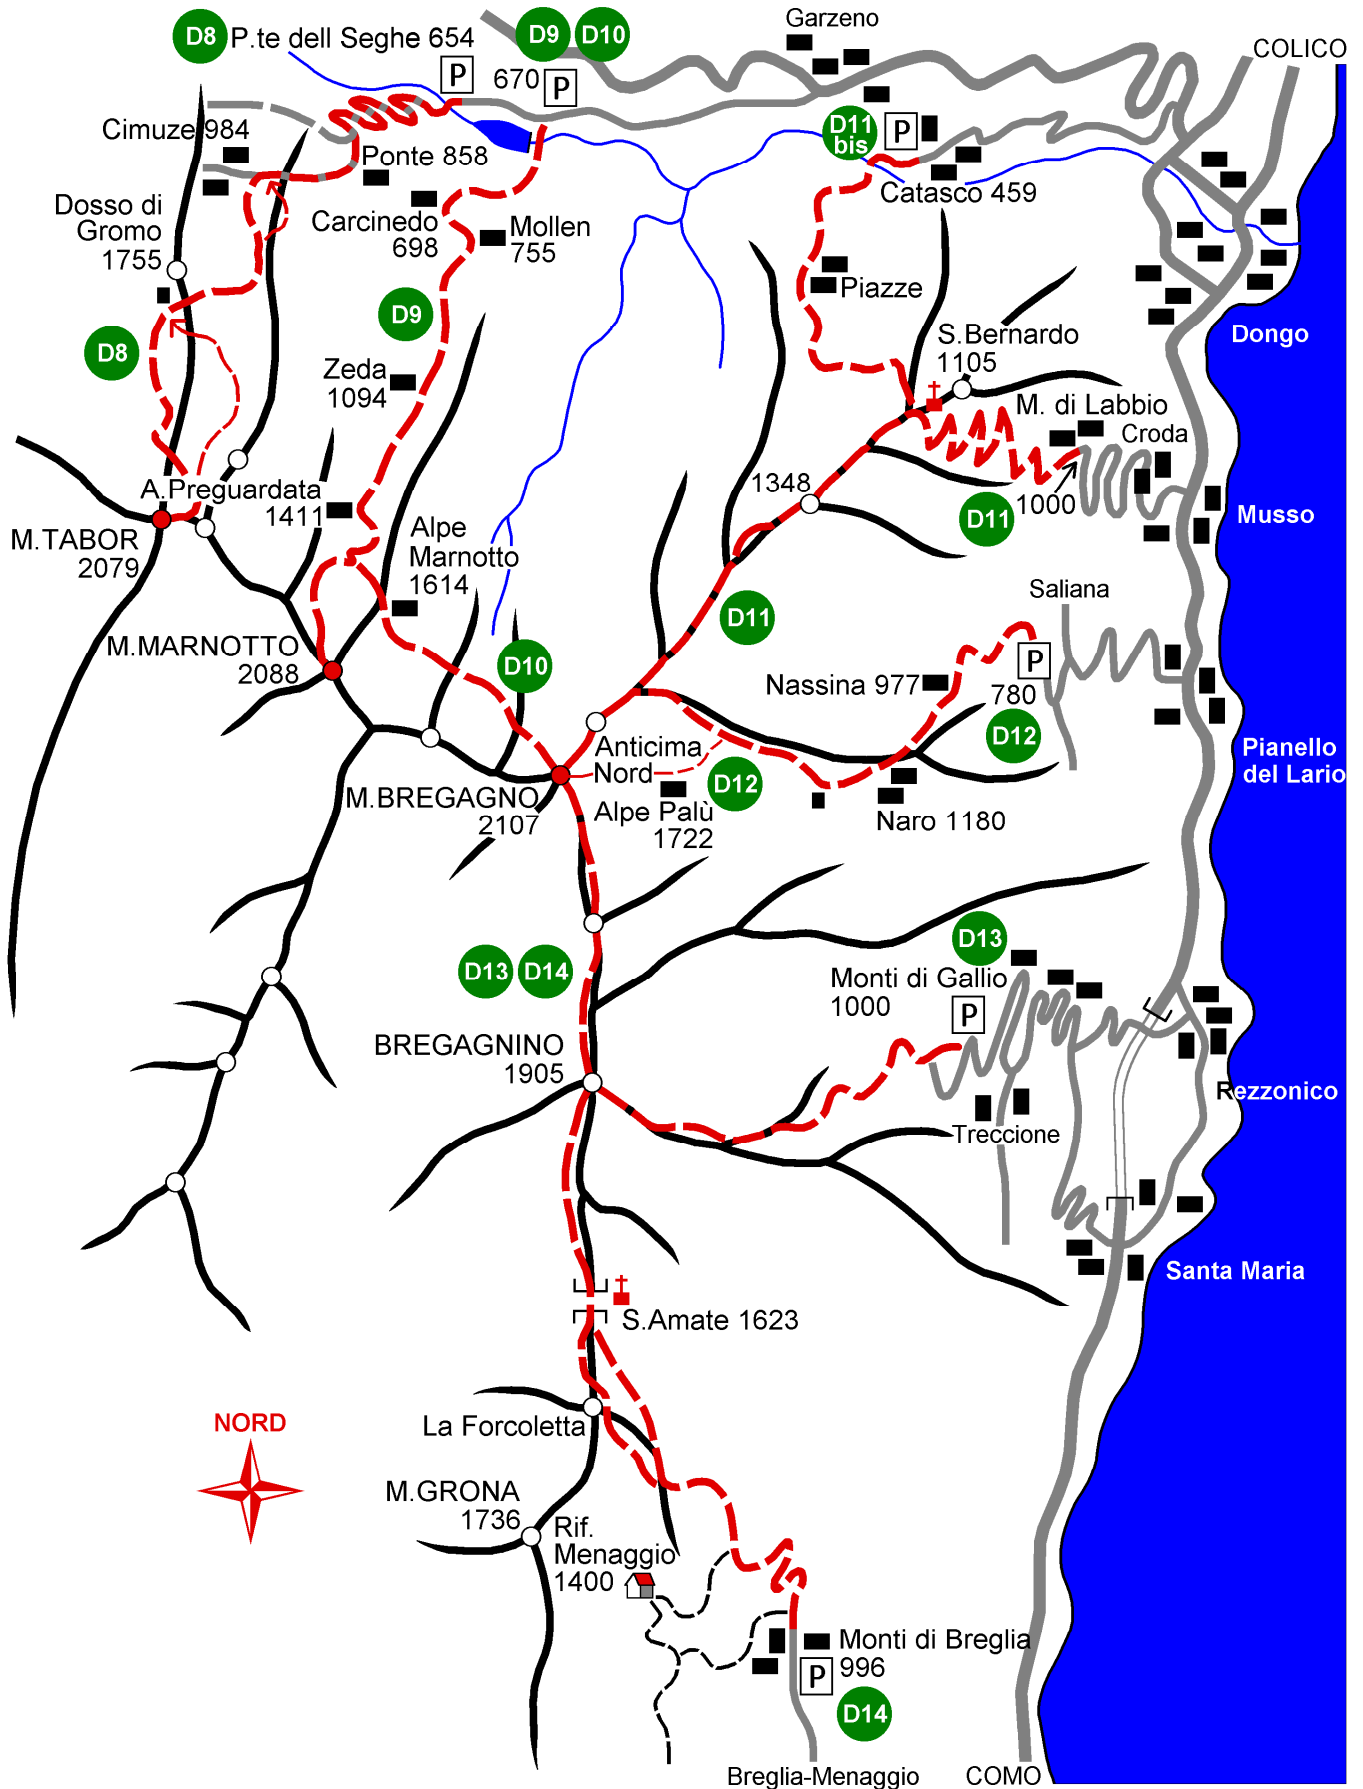 D8
P.te dell Seghe 654
P
D9
D10
670
P
Garzeno
COLICO
Cimuze 984
Ponte 858
D11
bis
P
Catasco 459
Dosso di
Gromo
1755
Carcinedo
698
Mollen
755
Piazze
D8
D9
Zeda
1094
S.Bernardo
1105
Dongo
M. di Labbio
Croda
A.Preguardata
1411
1348
1000
D11
Musso
M.TABOR
2079
Alpe
Marnotto
1614
Saliana
D11
M.MARNOTTO
2088
D10
Nassina 977
P
780
D12
Anticima
Nord
Pianello
del Lario
M.BREGAGNO
2107
D12
Alpe Palù
1722
Naro 1180
D13
D14
D13
Monti di Gallio
1000
P
BREGAGNINO
1905
Rezzonico
Treccione
Santa Maria
S.Amate 1623
La Forcoletta
NORD
M.GRONA
1736
Rif.
Menaggio
1400
Monti di Breglia
996
P
D14
Breglia-Menaggio
COMO